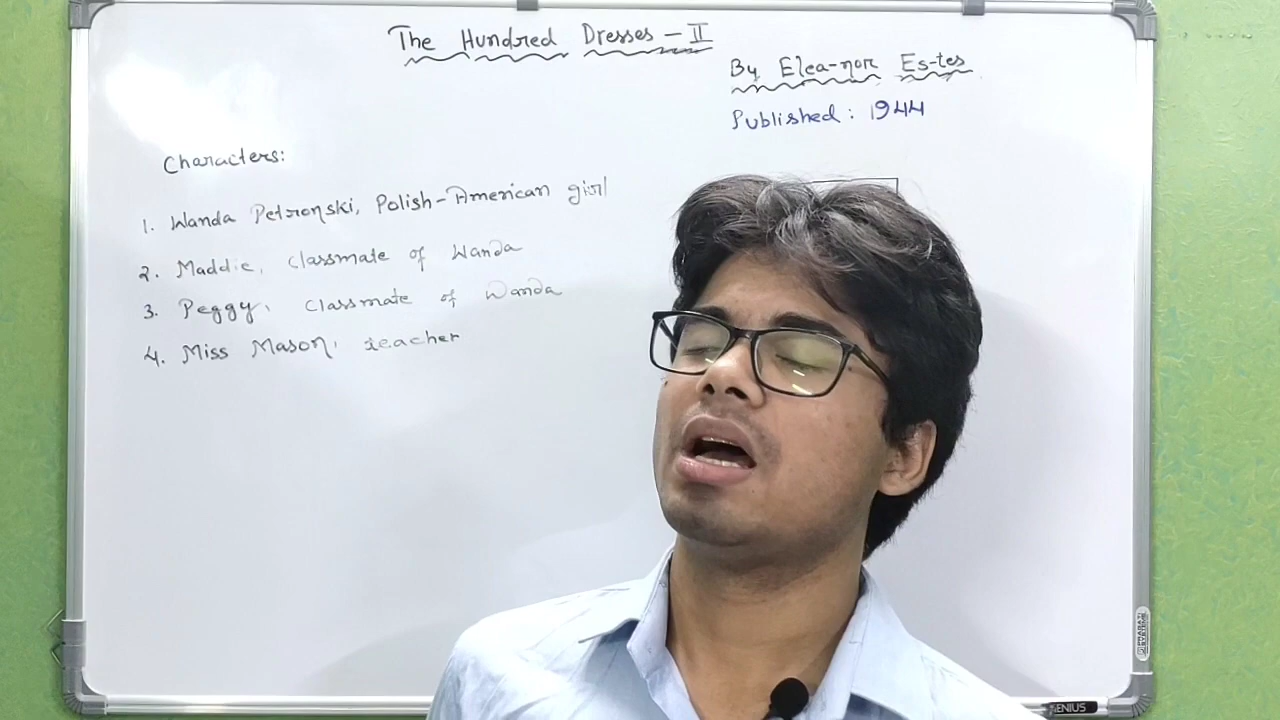 The Hundred Dresses - II
By Elea-nor Es-tes
Published: 1944
Characters:
1. Wanda Petronski, Polish-American girl
2. Maddie, classmate of Wanda
3. Peggy, classmate of Wanda
4. Miss Mason, teacher
GENIUS